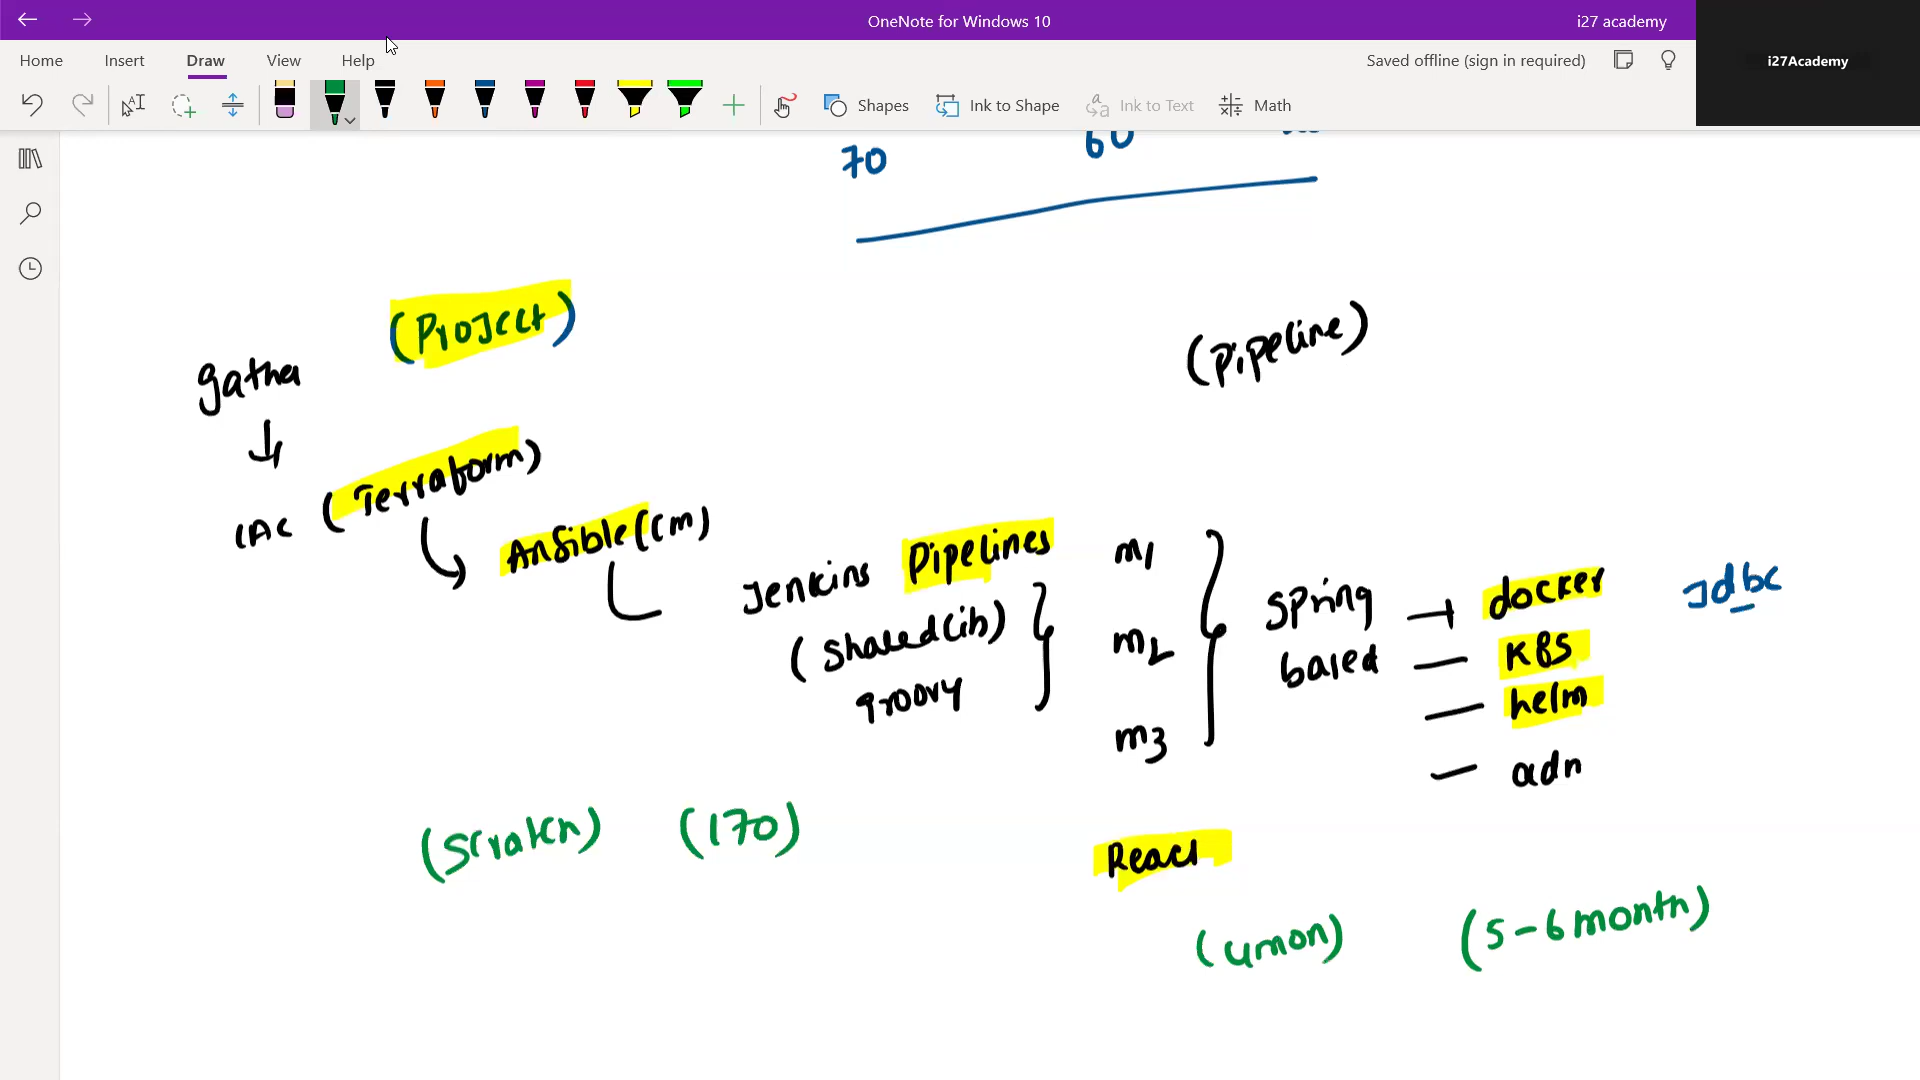 OneNote for Windows 10
i27 academy
Home Insert Draw View Help
Saved offline (sign in required)
i27Academy
Shapes Ink to Shape Ink to Text Math
70 60
(Project)
(Pipeline)
gather
IAC (Terraform)
Ansible (CM)
Jenkins Pipelines
(Shared lib)
groovy
m1
m2
m3
Spring
based
docker
K8S
helm
Jdbc
(Scratch) (170)
React
(4mon) (5-6 month)